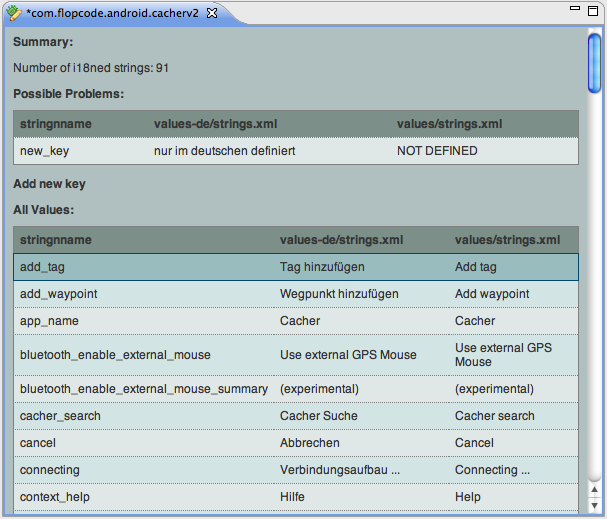 *com.flopcode.android.cacherv2
Summary:
Number of i18ned strings: 91
Possible Problems:
stringnname values-de/strings.xml values/strings.xml
new_key nur im deutschen definiert NOT DEFINED
Add new key
All Values:
stringnname values-de/strings.xml values/strings.xml
add_tag Tag hinzufügen Add tag
add_waypoint Wegpunkt hinzufügen Add waypoint
app_name Cacher Cacher
bluetooth_enable_external_mouse Use external GPS Mouse Use external GPS
Mouse
bluetooth_enable_external_mouse_summary (experimental) (experimental)
cacher_search Cacher Suche Cacher search
cancel Abbrechen Cancel
connecting Verbindungsaufbau ... Connecting ...
context_help Hilfe Help